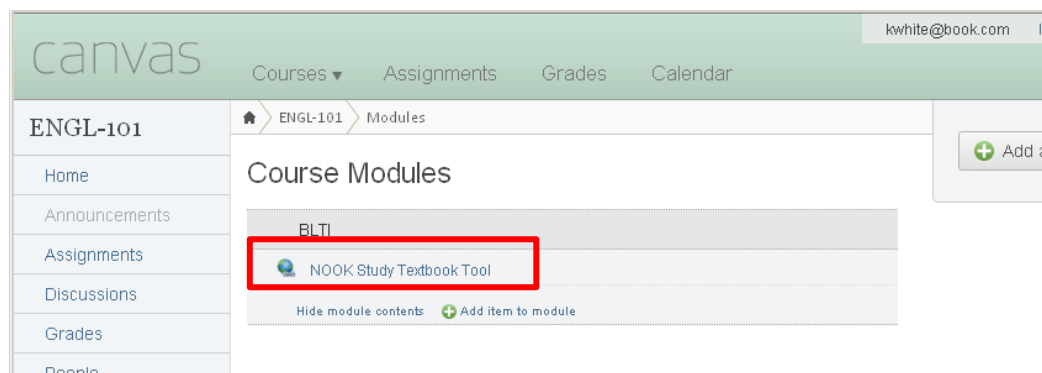 kwhite@book.com
canvas
Courses ▾ Assignments Grades Calendar
ENGL-101
ENGL-101 Modules
Add
Home
Course Modules
Announcements
BLTI
Assignments
NOOK Study Textbook Tool
Discussions
Hide module contents Add item to module
Grades
People